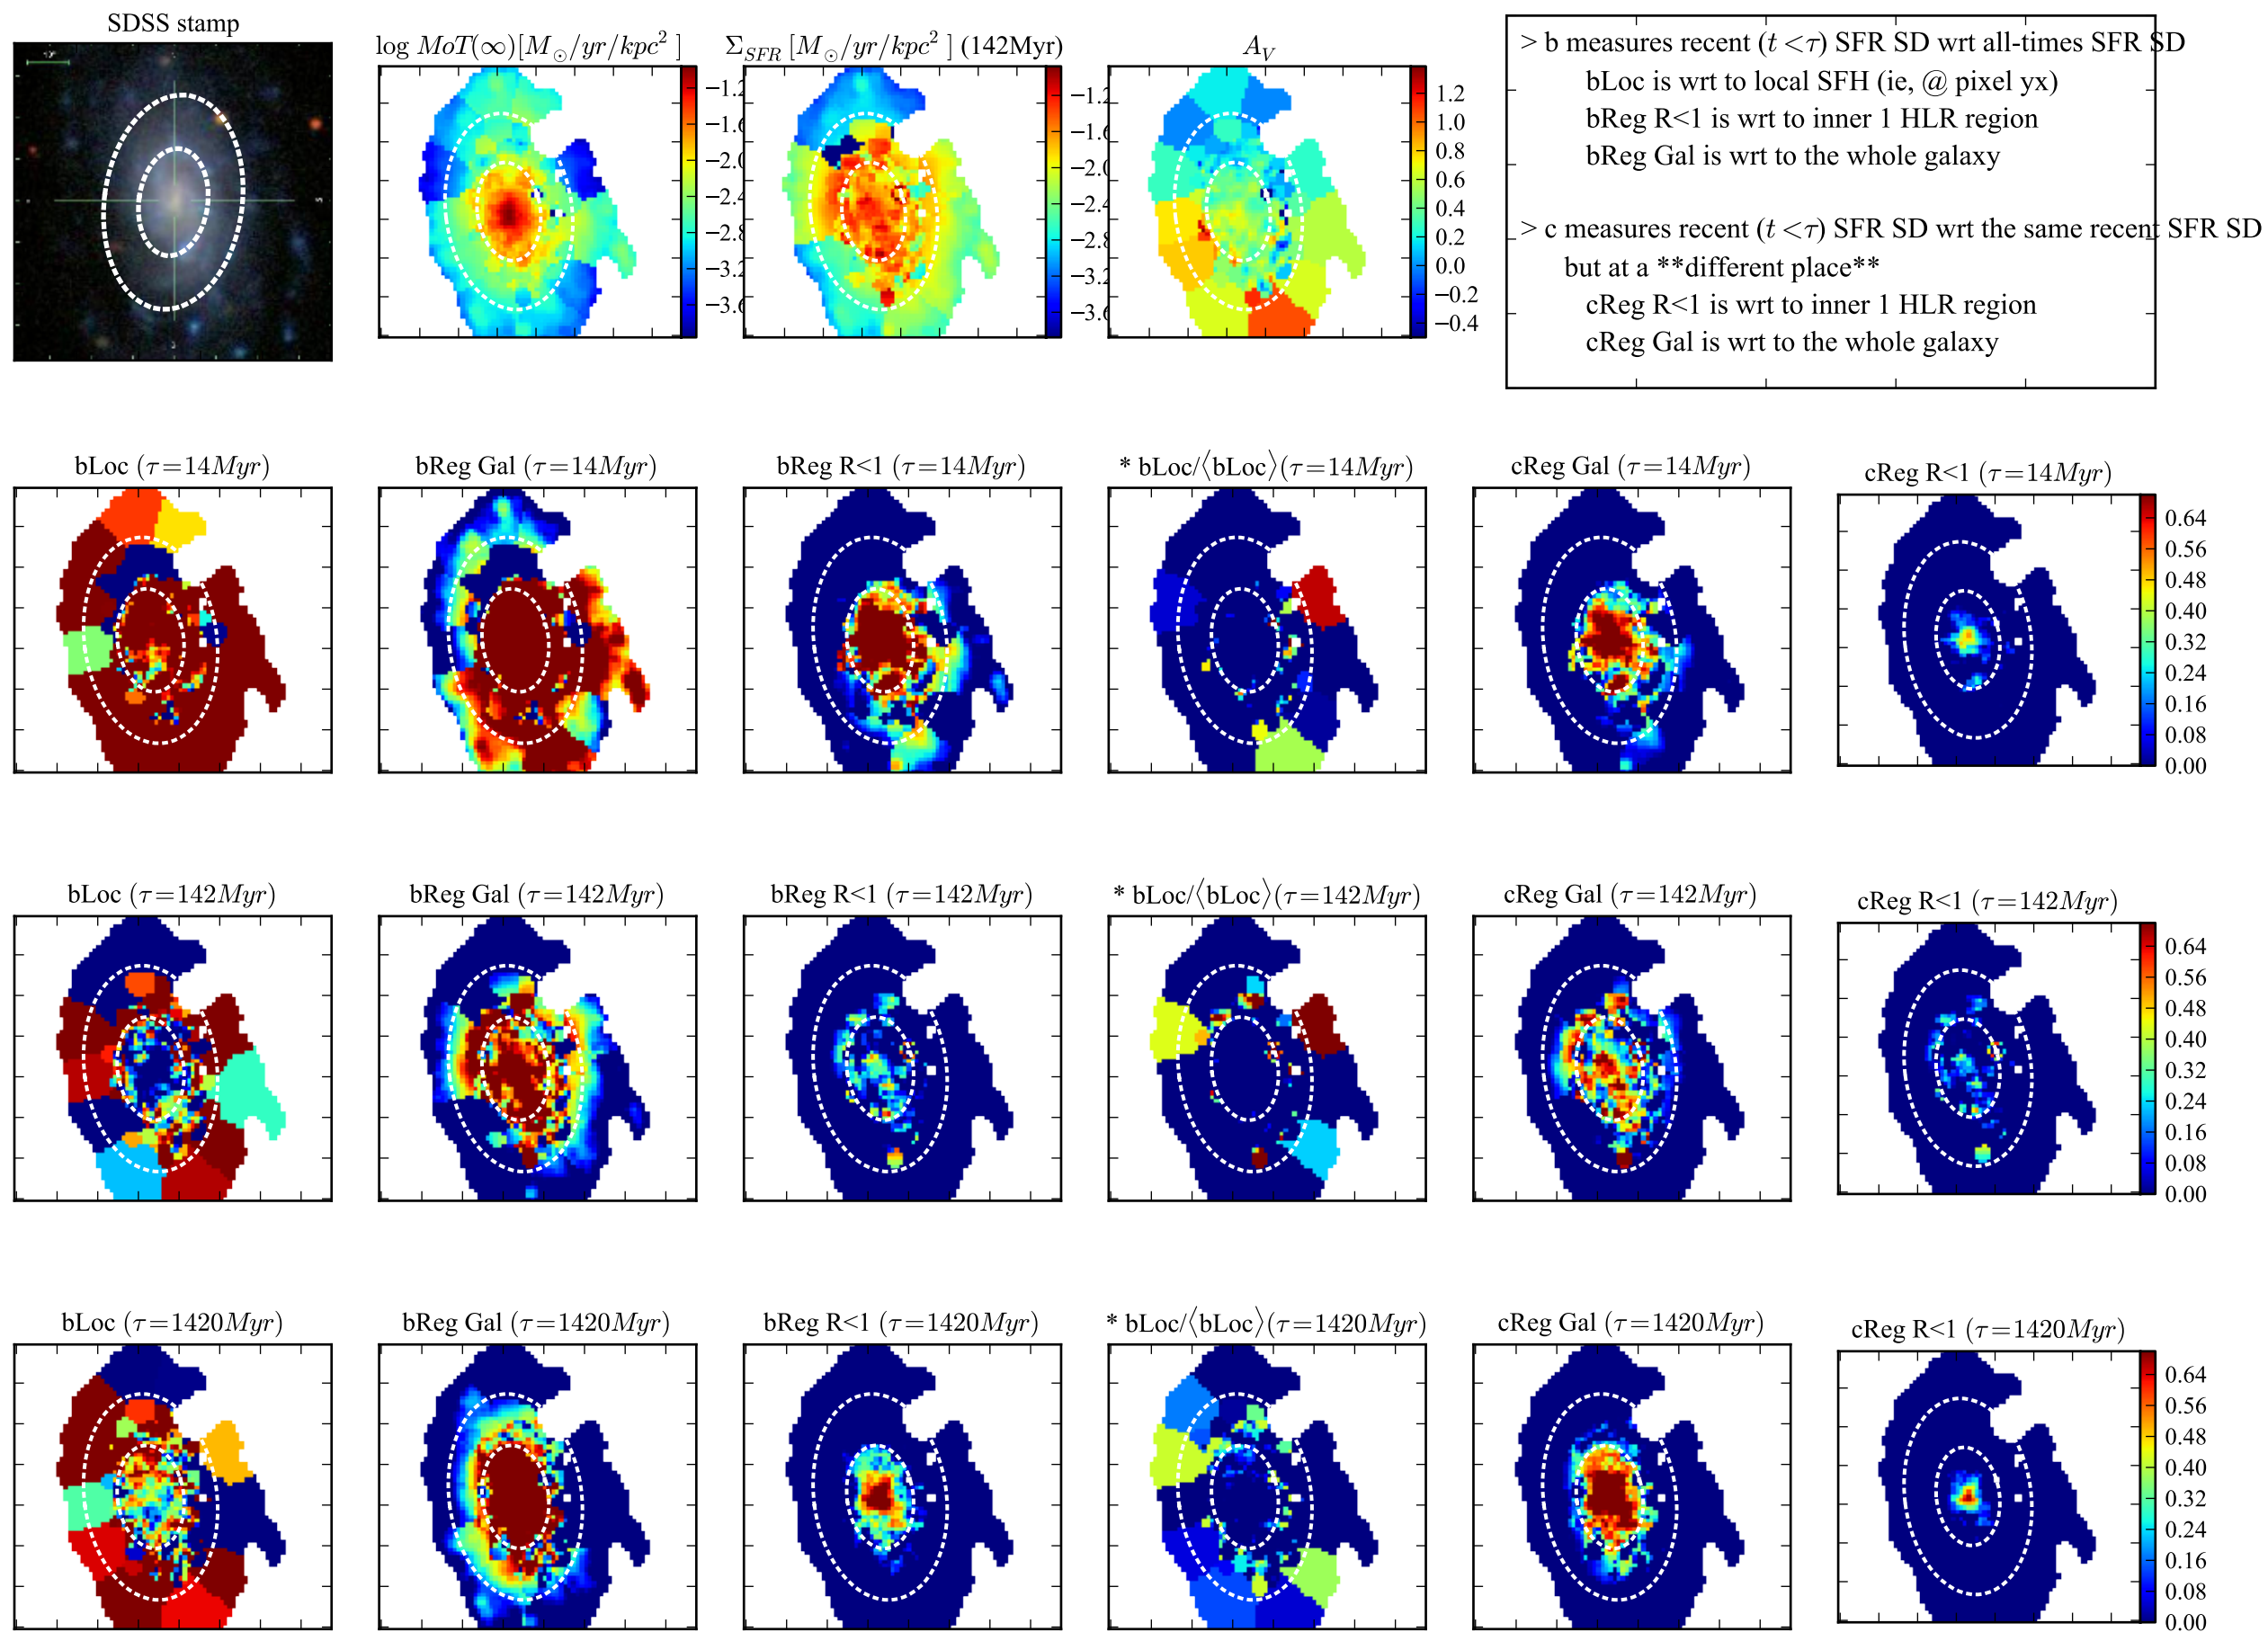 SDSS stamp
log MoT(∞)[M⊙/yr/kpc² ]
Σ_SFR [M⊙/yr/kpc² ] (142Myr)
A_V
−1.2
−1.6
−2.0
−2.4
−2.8
−3.2
−3.6
−1.2
−1.6
−2.0
−2.4
−2.8
−3.2
−3.6
1.2
1.0
0.8
0.6
0.4
0.2
0.0
−0.2
−0.4
> b measures recent (t <τ) SFR SD wrt all-times SFR SD
bLoc is wrt to local SFH (ie, @ pixel yx)
bReg R<1 is wrt to inner 1 HLR region
bReg Gal is wrt to the whole galaxy
> c measures recent (t <τ) SFR SD wrt the same recent SFR SD
but at a **different place**
cReg R<1 is wrt to inner 1 HLR region
cReg Gal is wrt to the whole galaxy
bLoc (τ=14Myr)
bReg Gal (τ=14Myr)
bReg R<1 (τ=14Myr)
* bLoc/⟨bLoc⟩(τ=14Myr)
cReg Gal (τ=14Myr)
cReg R<1 (τ=14Myr)
0.64
0.56
0.48
0.40
0.32
0.24
0.16
0.08
0.00
bLoc (τ=142Myr)
bReg Gal (τ=142Myr)
bReg R<1 (τ=142Myr)
* bLoc/⟨bLoc⟩(τ=142Myr)
cReg Gal (τ=142Myr)
cReg R<1 (τ=142Myr)
0.64
0.56
0.48
0.40
0.32
0.24
0.16
0.08
0.00
bLoc (τ=1420Myr)
bReg Gal (τ=1420Myr)
bReg R<1 (τ=1420Myr)
* bLoc/⟨bLoc⟩(τ=1420Myr)
cReg Gal (τ=1420Myr)
cReg R<1 (τ=1420Myr)
0.64
0.56
0.48
0.40
0.32
0.24
0.16
0.08
0.00